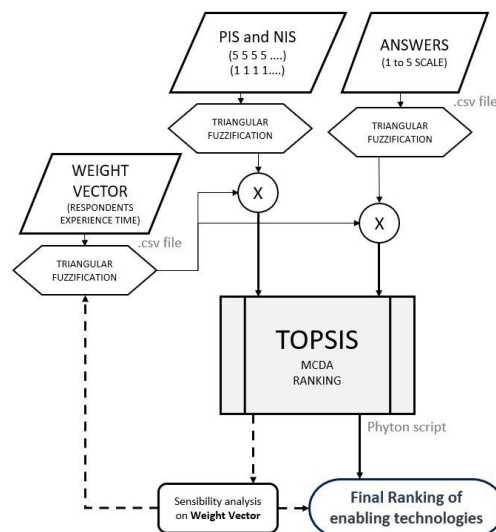 PIS and NIS
(5 5 5 5 ....)
(1 1 1 1....)
ANSWERS
(1 to 5 SCALE)
.csv file
TRIANGULAR
FUZZIFICATION
TRIANGULAR
FUZZIFICATION
WEIGHT
VECTOR
(RESPONDENTS
EXPERIENCE TIME)
.csv file
X
X
TRIANGULAR
FUZZIFICATION
TOPSIS
MCDA
RANKING
Phyton script
Sensibility analysis
on Weight Vector
Final Ranking of
enabling technologies